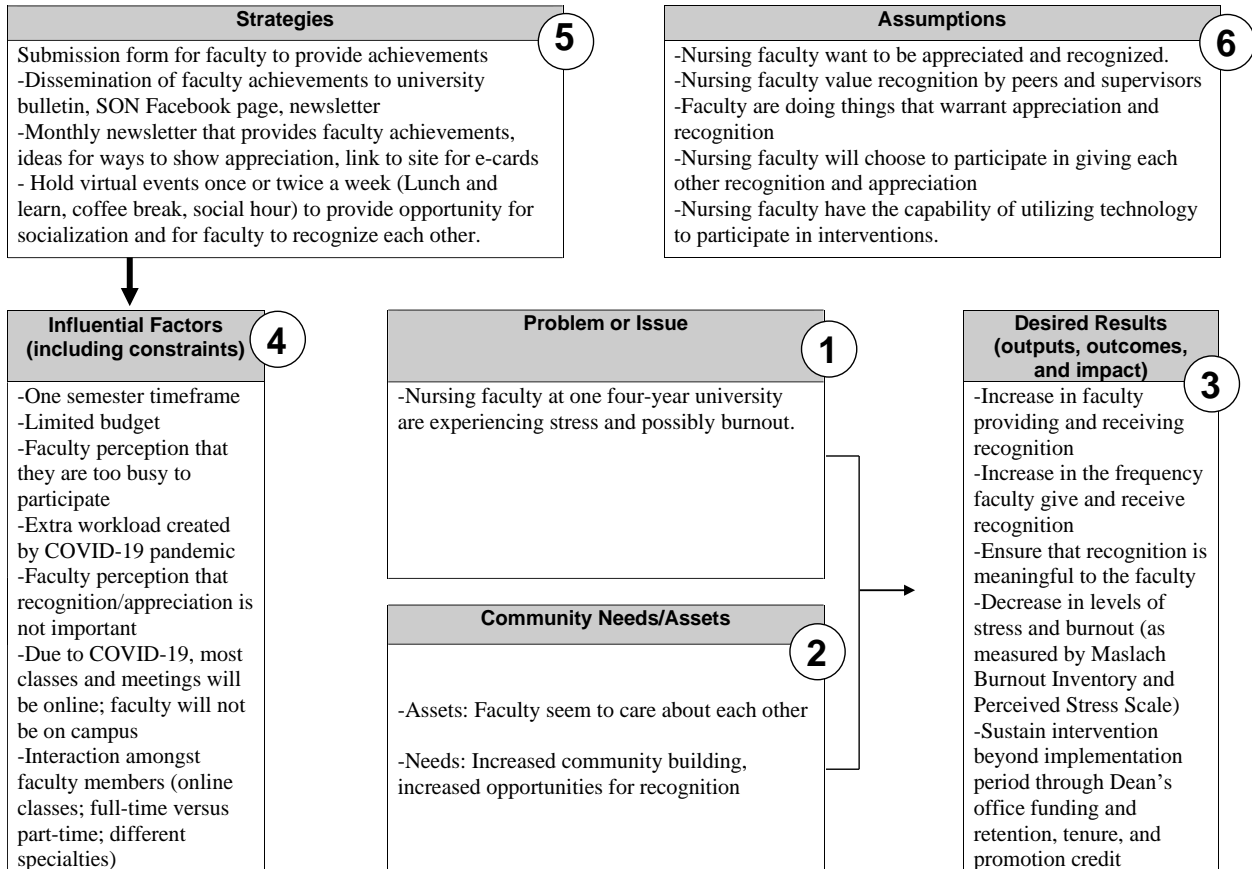 Strategies
5
Submission form for faculty to provide achievements
-Dissemination of faculty achievements to university
bulletin, SON Facebook page, newsletter
-Monthly newsletter that provides faculty achievements,
ideas for ways to show appreciation, link to site for e-cards
- Hold virtual events once or twice a week (Lunch and
learn, coffee break, social hour) to provide opportunity for
socialization and for faculty to recognize each other.
Assumptions
6
-Nursing faculty want to be appreciated and recognized.
-Nursing faculty value recognition by peers and supervisors
-Faculty are doing things that warrant appreciation and
recognition
-Nursing faculty will choose to participate in giving each
other recognition and appreciation
-Nursing faculty have the capability of utilizing technology
to participate in interventions.
Influential Factors
(including constraints)
4
-One semester timeframe
-Limited budget
-Faculty perception that
they are too busy to
participate
-Extra workload created
by COVID-19 pandemic
-Faculty perception that
recognition/appreciation is
not important
-Due to COVID-19, most
classes and meetings will
be online; faculty will not
be on campus
-Interaction amongst
faculty members (online
classes; full-time versus
part-time; different
specialties)
Problem or Issue
1
-Nursing faculty at one four-year university
are experiencing stress and possibly burnout.
Community Needs/Assets
2
-Assets: Faculty seem to care about each other
-Needs: Increased community building,
increased opportunities for recognition
Desired Results
(outputs, outcomes,
and impact)
3
-Increase in faculty
providing and receiving
recognition
-Increase in the frequency
faculty give and receive
recognition
-Ensure that recognition is
meaningful to the faculty
-Decrease in levels of
stress and burnout (as
measured by Maslach
Burnout Inventory and
Perceived Stress Scale)
-Sustain intervention
beyond implementation
period through Dean's
office funding and
retention, tenure, and
promotion credit